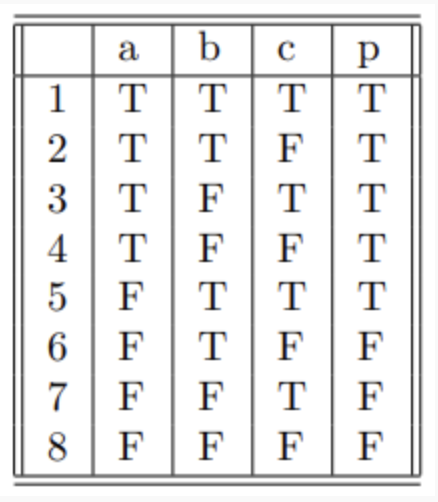 a b c p
1 T T T T
2 T T F T
3 T F T T
4 T F F T
5 F T T T
6 F T F F
7 F F T F
8 F F F F